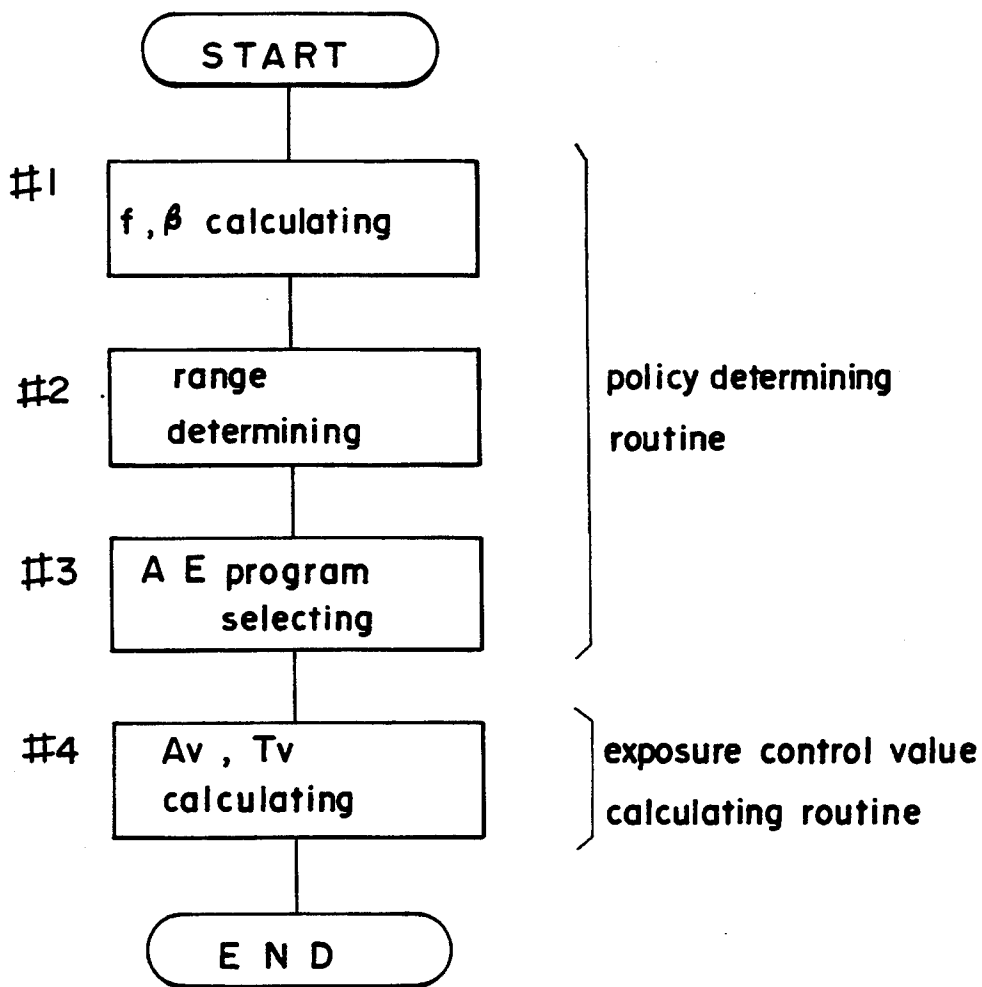 START
#1
f, β calculating
#2
range
determining
policy determining
routine
#3
A E program
selecting
#4
Av, Tv
calculating
exposure control value
calculating routine
END